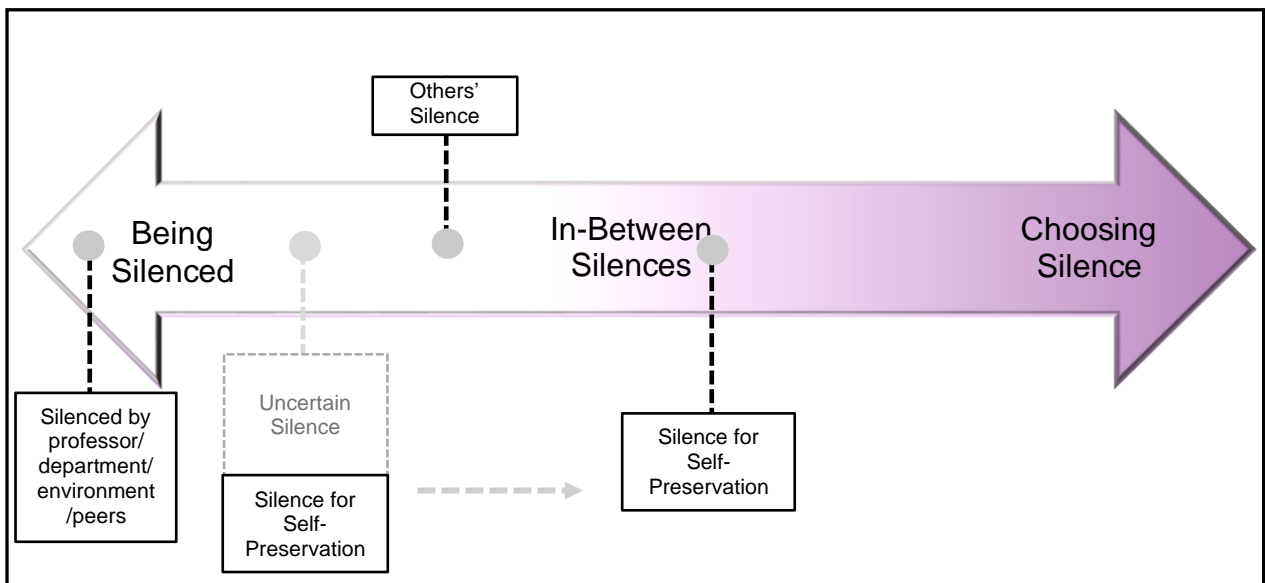 Others'
Silence
Being
Silenced
In-Between
Silences
Choosing
Silence
Silenced by
professor/
department/
environment
/peers
Uncertain
Silence
Silence for
Self-
Preservation
Silence for
Self-
Preservation